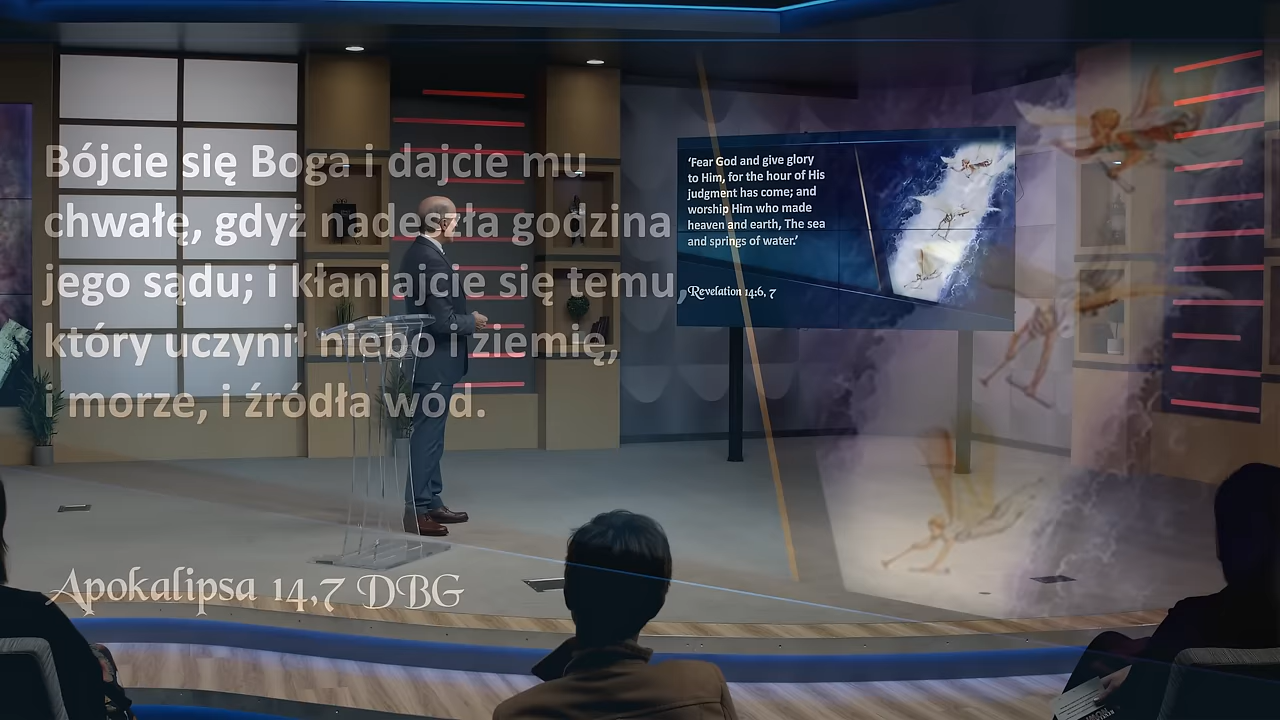 Bójcie się Boga i dajcie mu
chwałę, gdyż nadeszła godzina
jego sądu; i kłaniajcie się temu,
który uczynił niebo i ziemię,
i morze, i źródła wód.
Apokalipsa 14,7 DBG
‘Fear God and give glory
to Him, for the hour of His
judgment has come; and
worship Him who made
heaven and earth, The sea
and springs of water.’
Revelation 14:6, 7